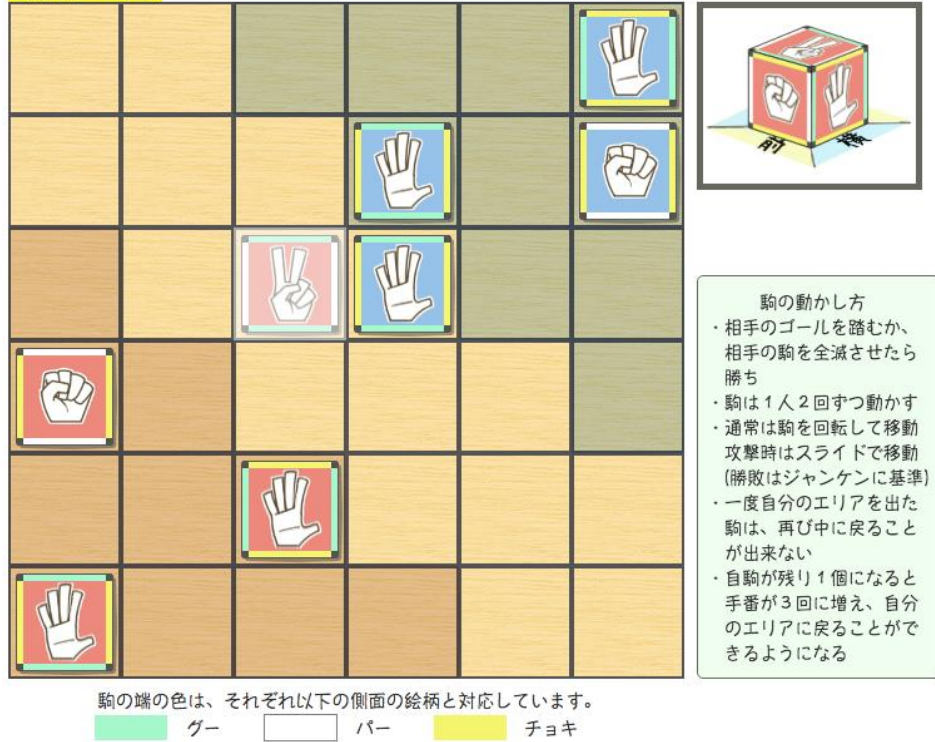 前
横
駒の動かし方
・相手のゴールを踏むか、
相手の駒を全滅させたら
勝ち
・駒は1人2回ずつ動かす
・通常は駒を回転して移動
攻撃時はスライドで移動
(勝敗はジャンケンに基準)
・一度自分のエリアを出た
駒は、再び中に戻ること
が出来ない
・自駒が残り1個になると
手番が3回に増え、自分
のエリアに戻ることがで
きるようになる
駒の端の色は、それぞれ以下の側面の絵柄と対応しています。
グー パー チョキ